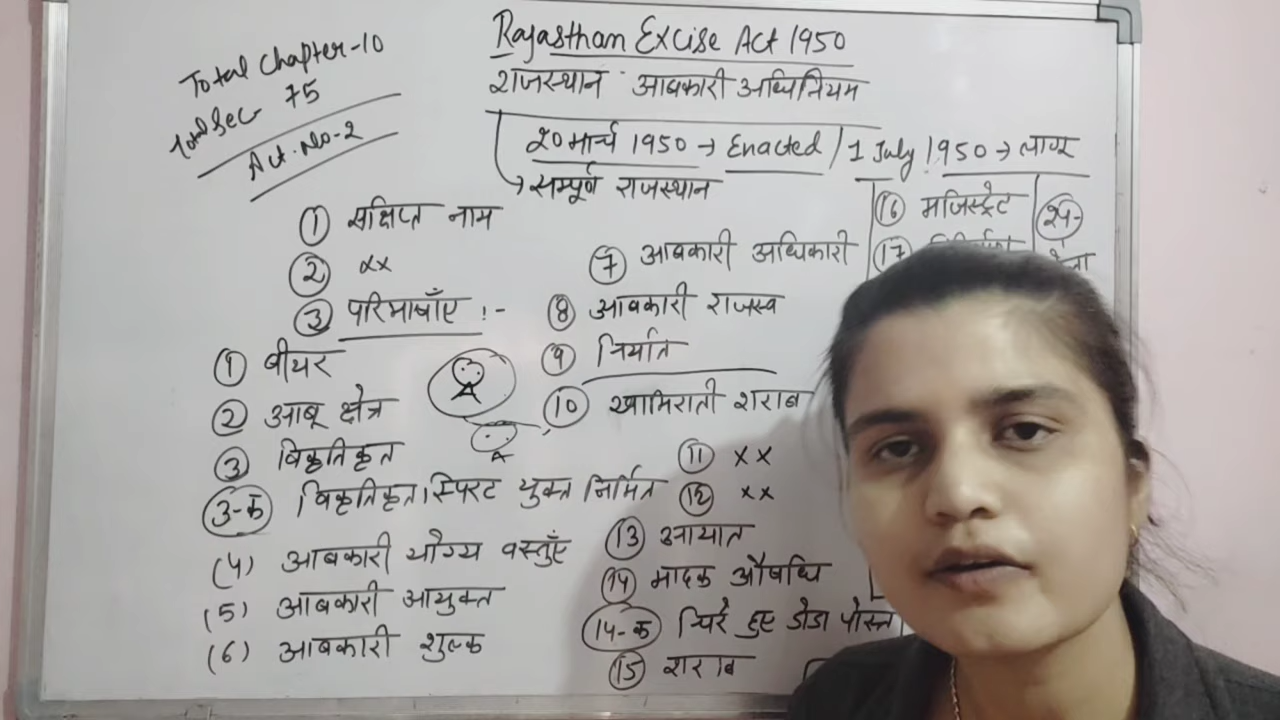 Rajasthan Excise Act 1950
राजस्थान आबकारी अधिनियम
Total Chapter-10
Total Sec- 75
Act. No-2
20 मार्च 1950 → Enacted / 1 July 1950 → लागू
→ सम्पूर्ण राजस्थान
① संक्षिप्त नाम
② xx
③ परिभाषाएँ :-
① बीयर
② आबू क्षेत्र
③ विकृतिकृत
3-क विकृतिकृत स्पिरट युक्त निर्मित
(4) आबकारी योग्य वस्तुएँ
(5) आबकारी आयुक्त
(6) आबकारी शुल्क
⑦ आबकारी अधिकारी
⑧ आबकारी राजस्व
⑨ निर्यात
⑩ खामिराती शराब
⑪ xx
⑫ xx
⑬ आयात
⑭ मादक औषधि
14-क चिरे हुए डोडा पोस्त
⑮ शराब
⑯ मजिस्ट्रेट
⑰
24-